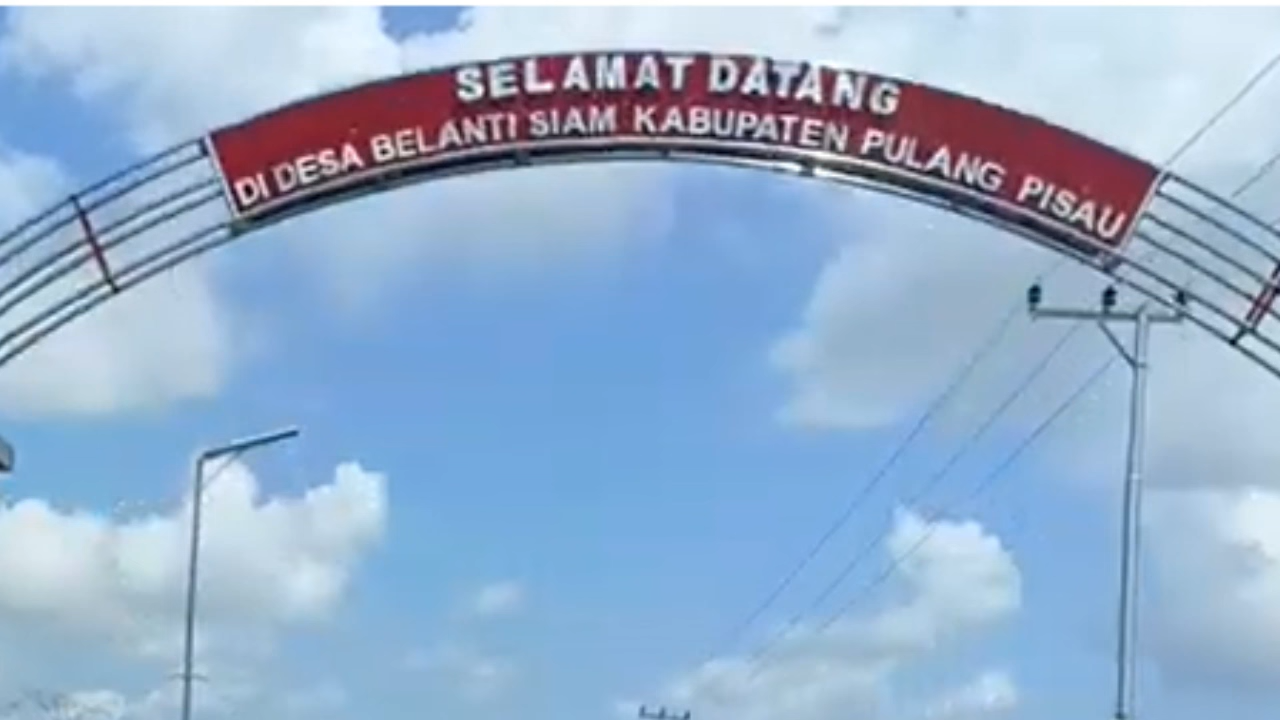 SELAMAT DATANG
DI DESA BELANTI SIAM KABUPATEN PULANG PISAU